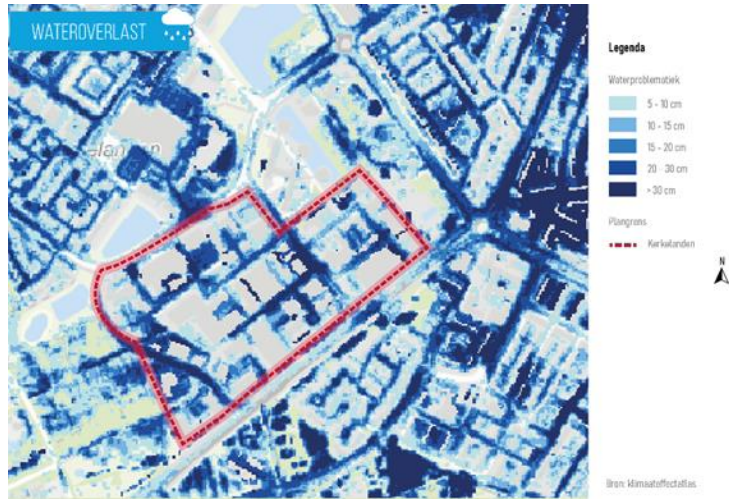 WATEROVERLAST
Legenda
Waterproblematiek
5 - 10 cm
10 - 15 cm
15 - 20 cm
20 - 30 cm
> 30 cm
Plangrens
Kerkelanden
N
Bron: klimaateffectatlas